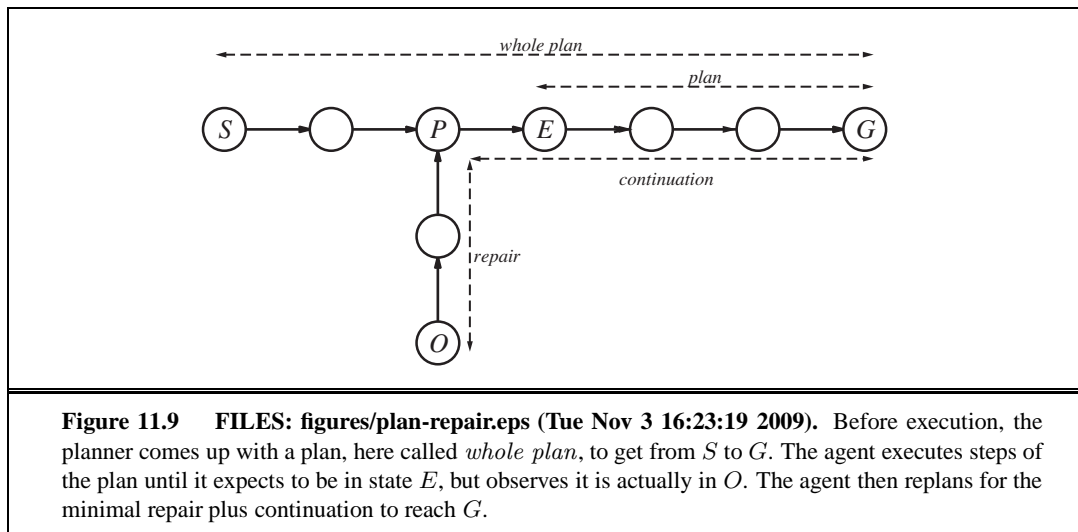 whole plan
plan
S P E G
continuation
repair
O
Figure 11.9 FILES: figures/plan-repair.eps (Tue Nov 3 16:23:19 2009). Before execution, the
planner comes up with a plan, here called whole plan, to get from S to G. The agent executes steps of
the plan until it expects to be in state E, but observes it is actually in O. The agent then replans for the
minimal repair plus continuation to reach G.